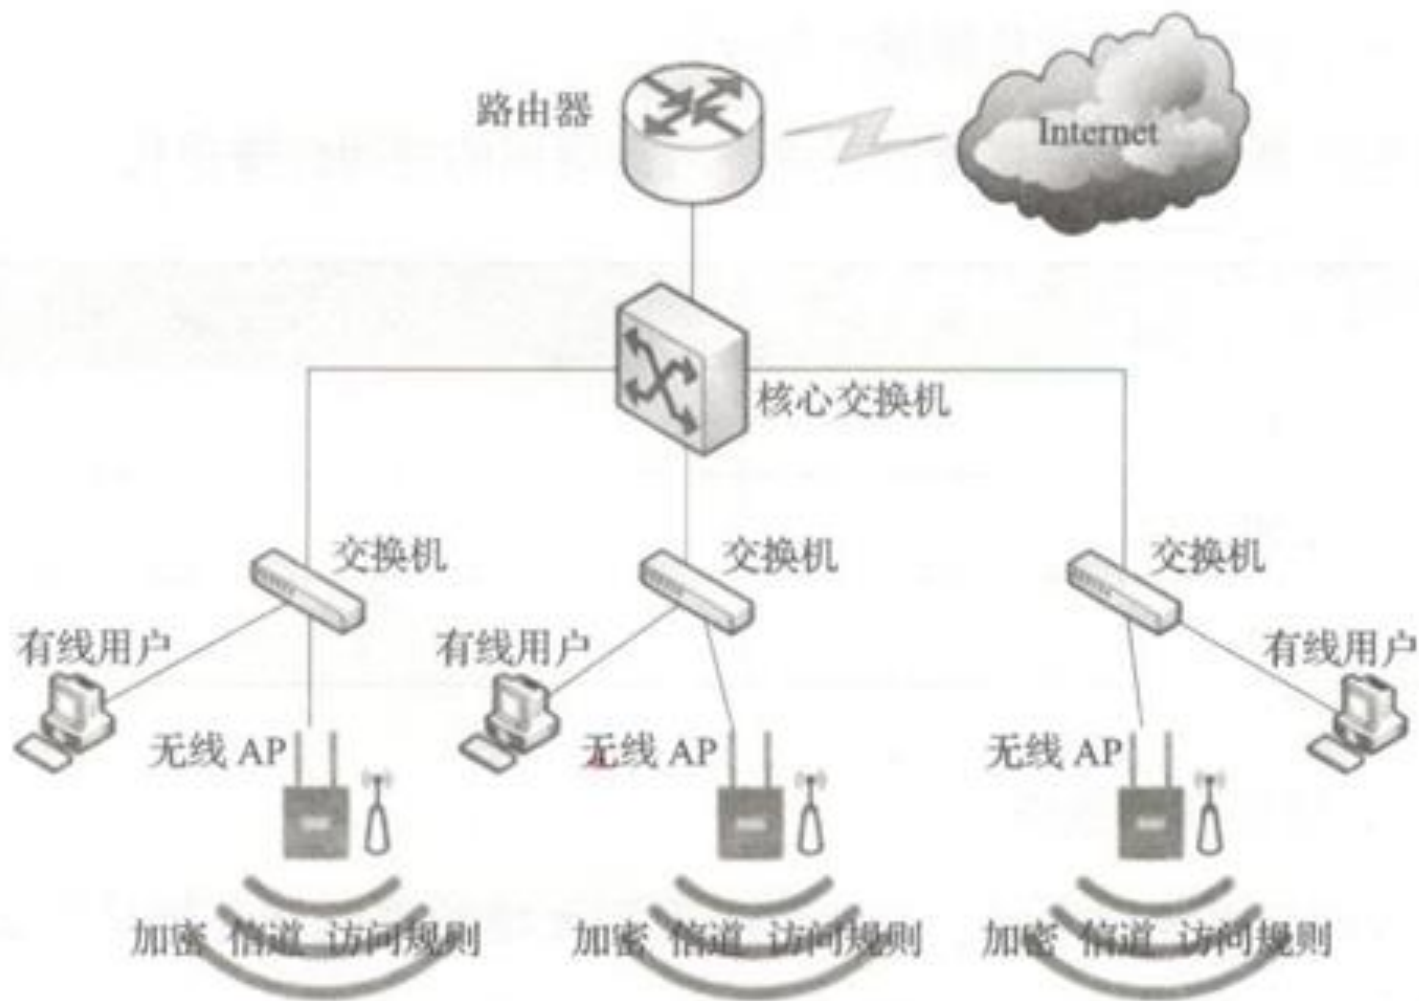 路由器
Internet
核心交换机
交换机
交换机
交换机
有线用户
有线用户
有线用户
无线 AP
无线 AP
无线 AP
加密 信道 访问规则
加密 信道 访问规则
加密 信道 访问规则